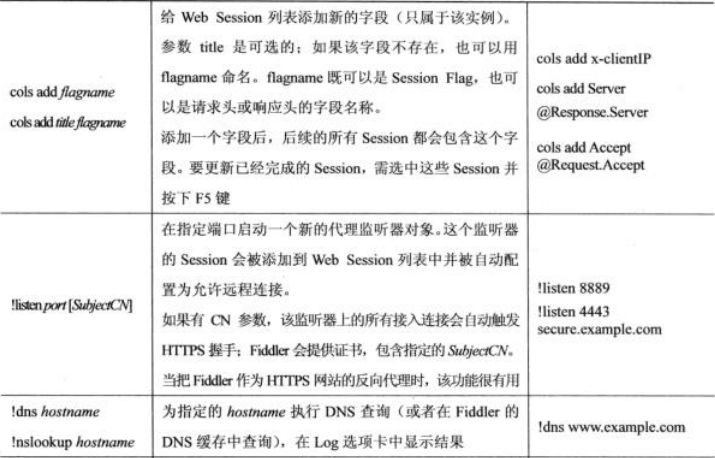 cols add flagname
cols add title flagname
给 Web Session 列表添加新的字段（只属于该实例）。
参数 title 是可选的；如果该字段不存在，也可以用
flagname 命名。flagname 既可以是 Session Flag，也可
以是请求头或响应头的字段名称。
添加一个字段后，后续的所有 Session 都会包含这个字
段。要更新已经完成的 Session，需选中这些 Session 并
按下 F5 键
cols add x-clientIP
cols add Server
@Response.Server
cols add Accept
@Request.Accept
!listen port [SubjectCN]
在指定端口启动一个新的代理监听器对象。这个监听器
的 Session 会被添加到 Web Session 列表中并被自动配
置为允许远程连接。
如果有 CN 参数，该监听器上的所有接入连接会自动触发
HTTPS 握手；Fiddler 会提供证书，包含指定的 SubjectCN。
当把 Fiddler 作为 HTTPS 网站的反向代理时，该功能很有用
!listen 8889
!listen 4443
secure.example.com
!dns hostname
!nslookup hostname
为指定的 hostname 执行 DNS 查询（或者在 Fiddler 的
DNS 缓存中查询），在 Log 选项卡中显示结果
!dns www.example.com